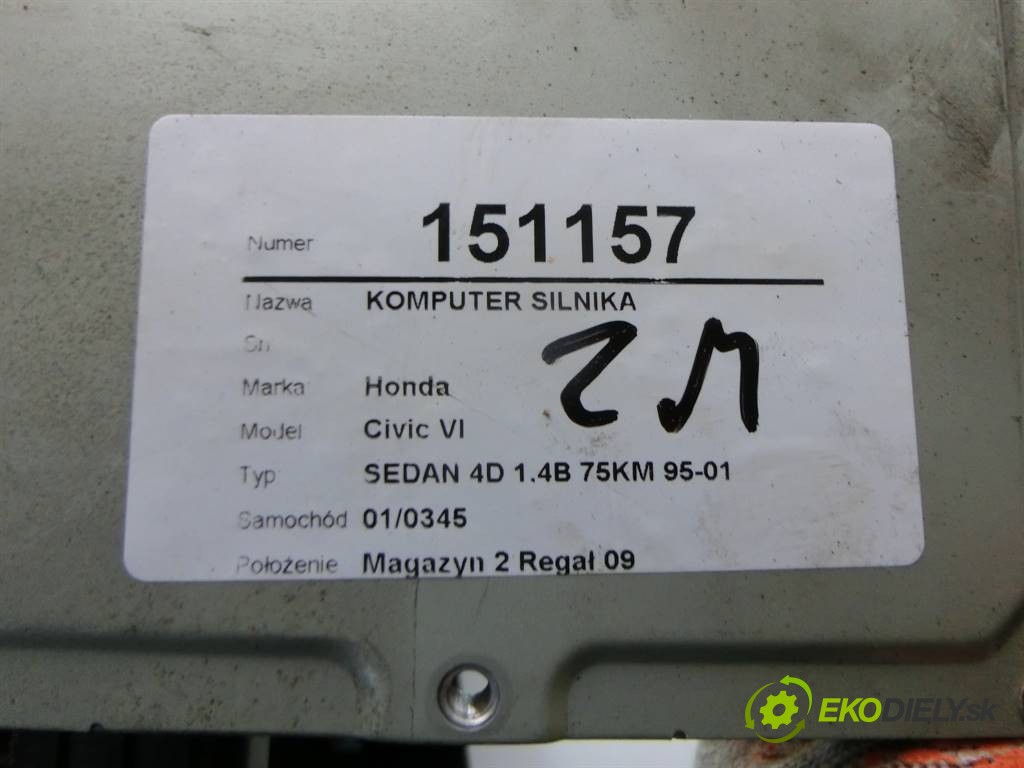 Numer 151157
Nazwa KOMPUTER SILNIKA
Sn
Marka Honda
Model Civic VI
Typ SEDAN 4D 1.4B 75KM 95-01
Samochód 01/0345
Położenie Magazyn 2 Regał 09
EKODIELY.sk